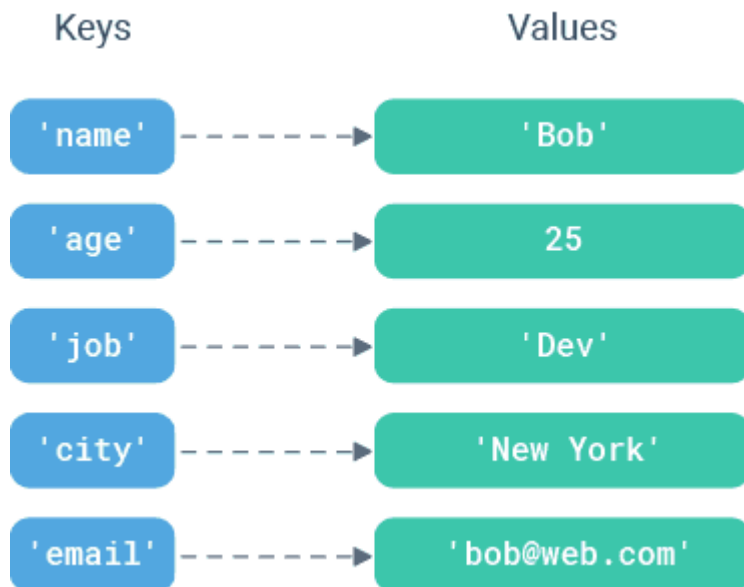 Keys Values
'name' 'Bob'
'age' 25
'job' 'Dev'
'city' 'New York'
'email' 'bob@web.com'